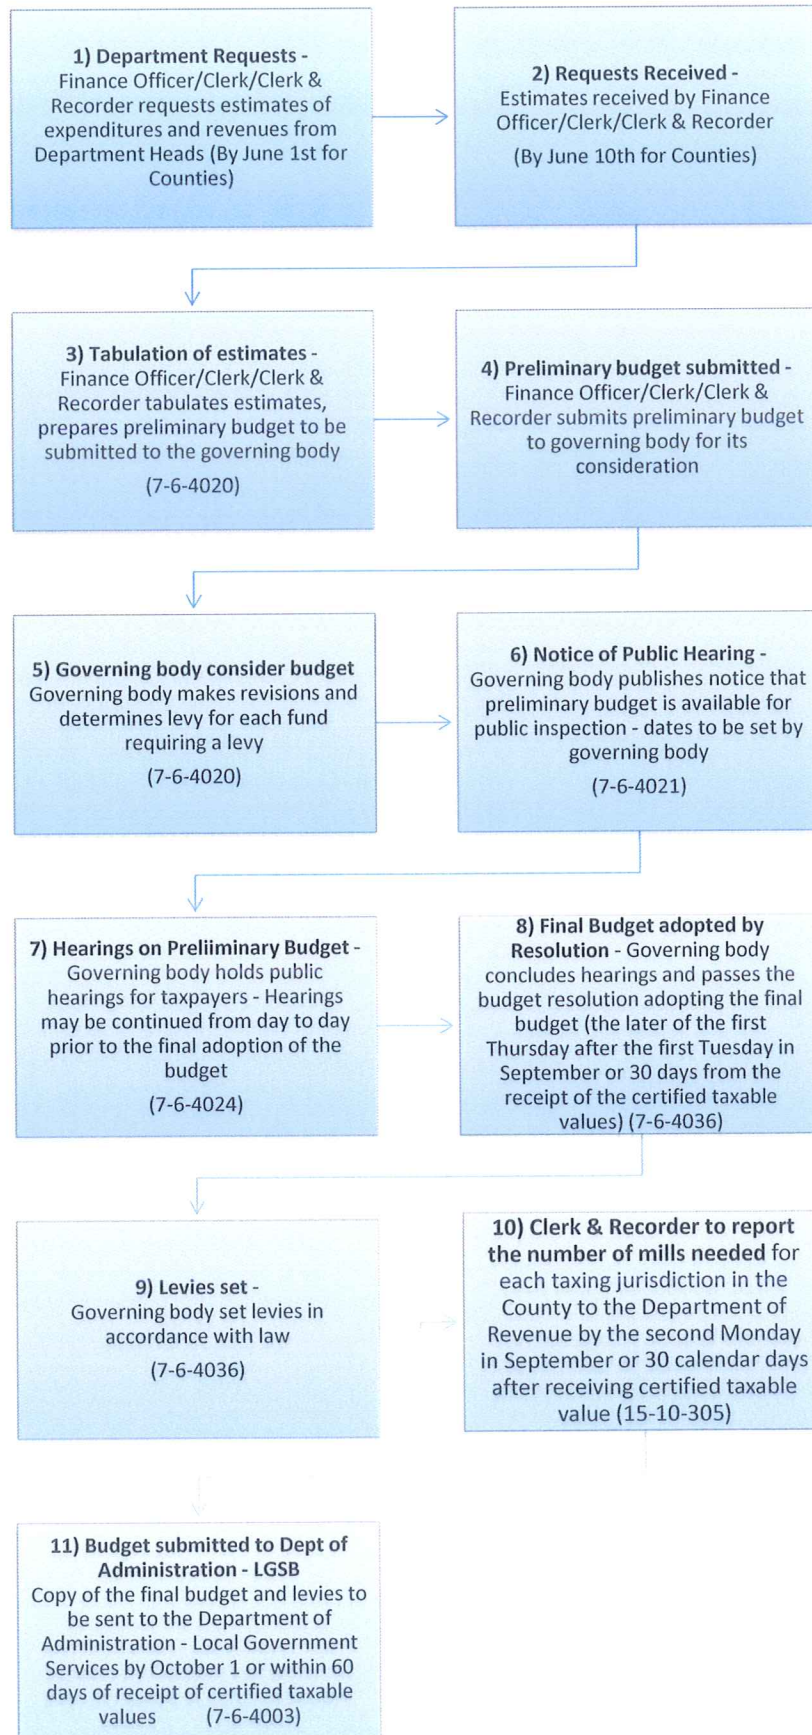 1) Department Requests -
Finance Officer/Clerk/Clerk &
Recorder requests estimates of
expenditures and revenues from
Department Heads (By June 1st for
Counties)
2) Requests Received -
Estimates received by Finance
Officer/Clerk/Clerk & Recorder
(By June 10th for Counties)
3) Tabulation of estimates -
Finance Officer/Clerk/Clerk &
Recorder tabulates estimates,
prepares preliminary budget to be
submitted to the governing body
(7-6-4020)
4) Preliminary budget submitted -
Finance Officer/Clerk/Clerk &
Recorder submits preliminary budget
to governing body for its
consideration
5) Governing body consider budget
Governing body makes revisions and
determines levy for each fund
requiring a levy
(7-6-4020)
6) Notice of Public Hearing -
Governing body publishes notice that
preliminary budget is available for
public inspection - dates to be set by
governing body
(7-6-4021)
7) Hearings on Preliiminary Budget -
Governing body holds public
hearings for taxpayers - Hearings
may be continued from day to day
prior to the final adoption of the
budget
(7-6-4024)
8) Final Budget adopted by
Resolution - Governing body
concludes hearings and passes the
budget resolution adopting the final
budget (the later of the first
Thursday after the first Tuesday in
September or 30 days from the
receipt of the certified taxable
values) (7-6-4036)
9) Levies set -
Governing body set levies in
accordance with law
(7-6-4036)
10) Clerk & Recorder to report
the number of mills needed for
each taxing jurisdiction in the
County to the Department of
Revenue by the second Monday
in September or 30 calendar days
after receiving certified taxable
value (15-10-305)
11) Budget submitted to Dept of
Administration - LGSB
Copy of the final budget and levies to
be sent to the Department of
Administration - Local Government
Services by October 1 or within 60
days of receipt of certified taxable
values (7-6-4003)